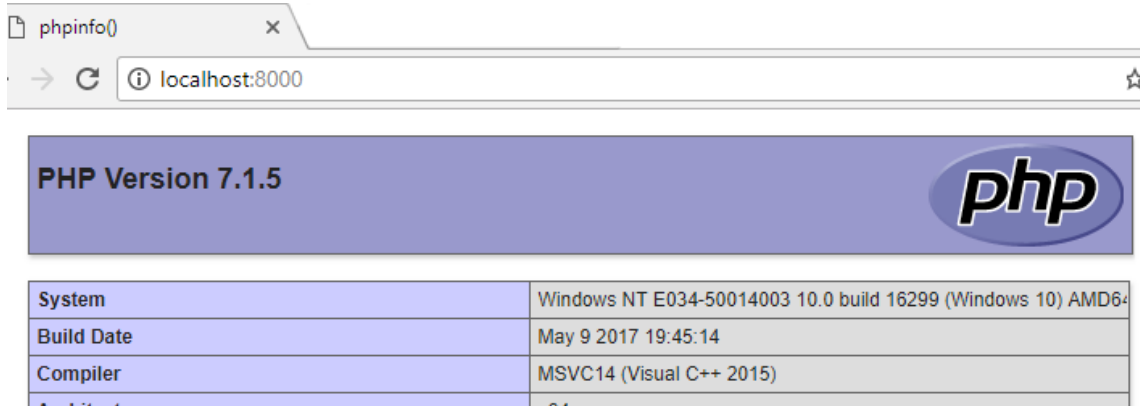 phpinfo()
localhost:8000
PHP Version 7.1.5
php
System Windows NT E034-50014003 10.0 build 16299 (Windows 10) AMD64
Build Date May 9 2017 19:45:14
Compiler MSVC14 (Visual C++ 2015)